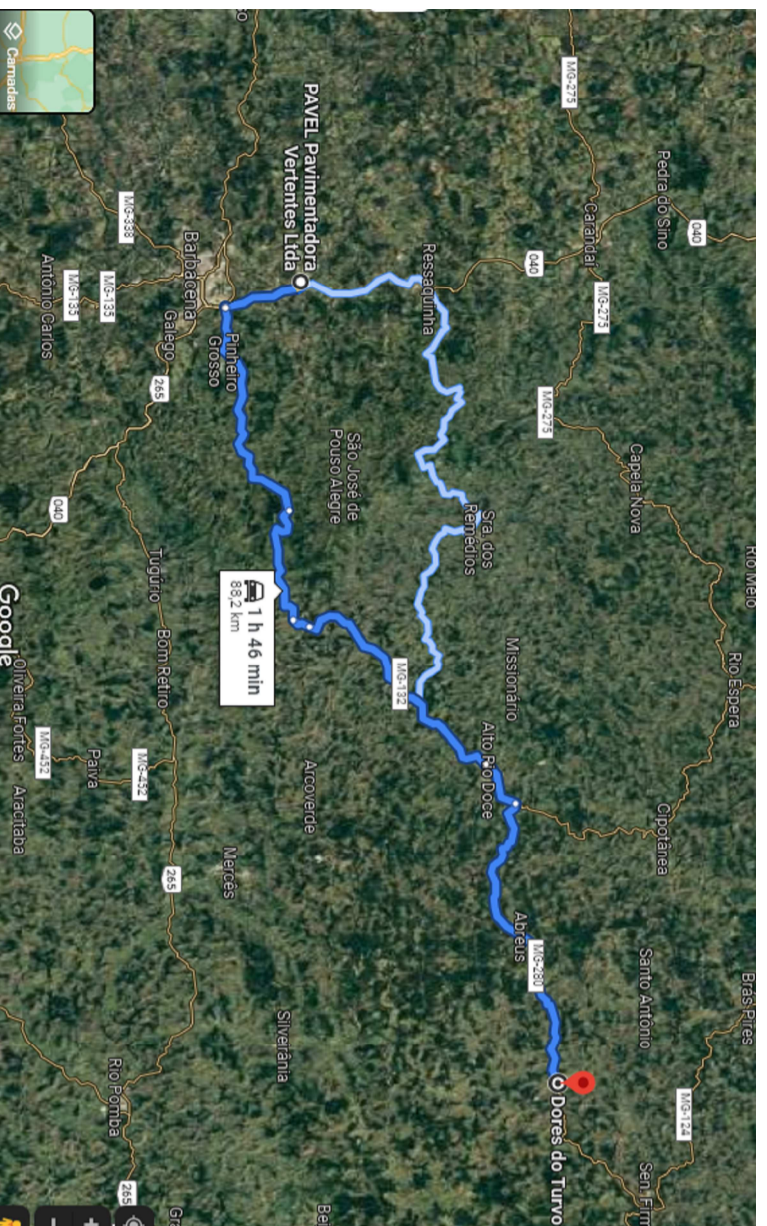 Pedra do Sino
MG-275
040
Carandaí
MG-275
040
MG-275
Capela Nova
Rio Espera
Cipotânea
Santo Antônio
Brás Pires
MG-124
Missionário
Ressaquinha
Sra. dos
Remédios
Alto Rio Doce
Abreus
MG-280
Dores do Turvo
PAVEL Pavimentadora
Vertentes Ltda
São José de
Pouso Alegre
MG-132
Arcoverde
Silveirânia
1 h 46 min
88,2 km
Pinheiro
Grosso
Mercês
Barbacena
Galego
265
MG-338
MG-135
MG-135
Antônio Carlos
Tugúrio
Bom Retiro
265
MG-452
Rio Pomba
265
040
MG-452
Paiva
Oliveira Fortes
Aracitaba
Camadas
Google